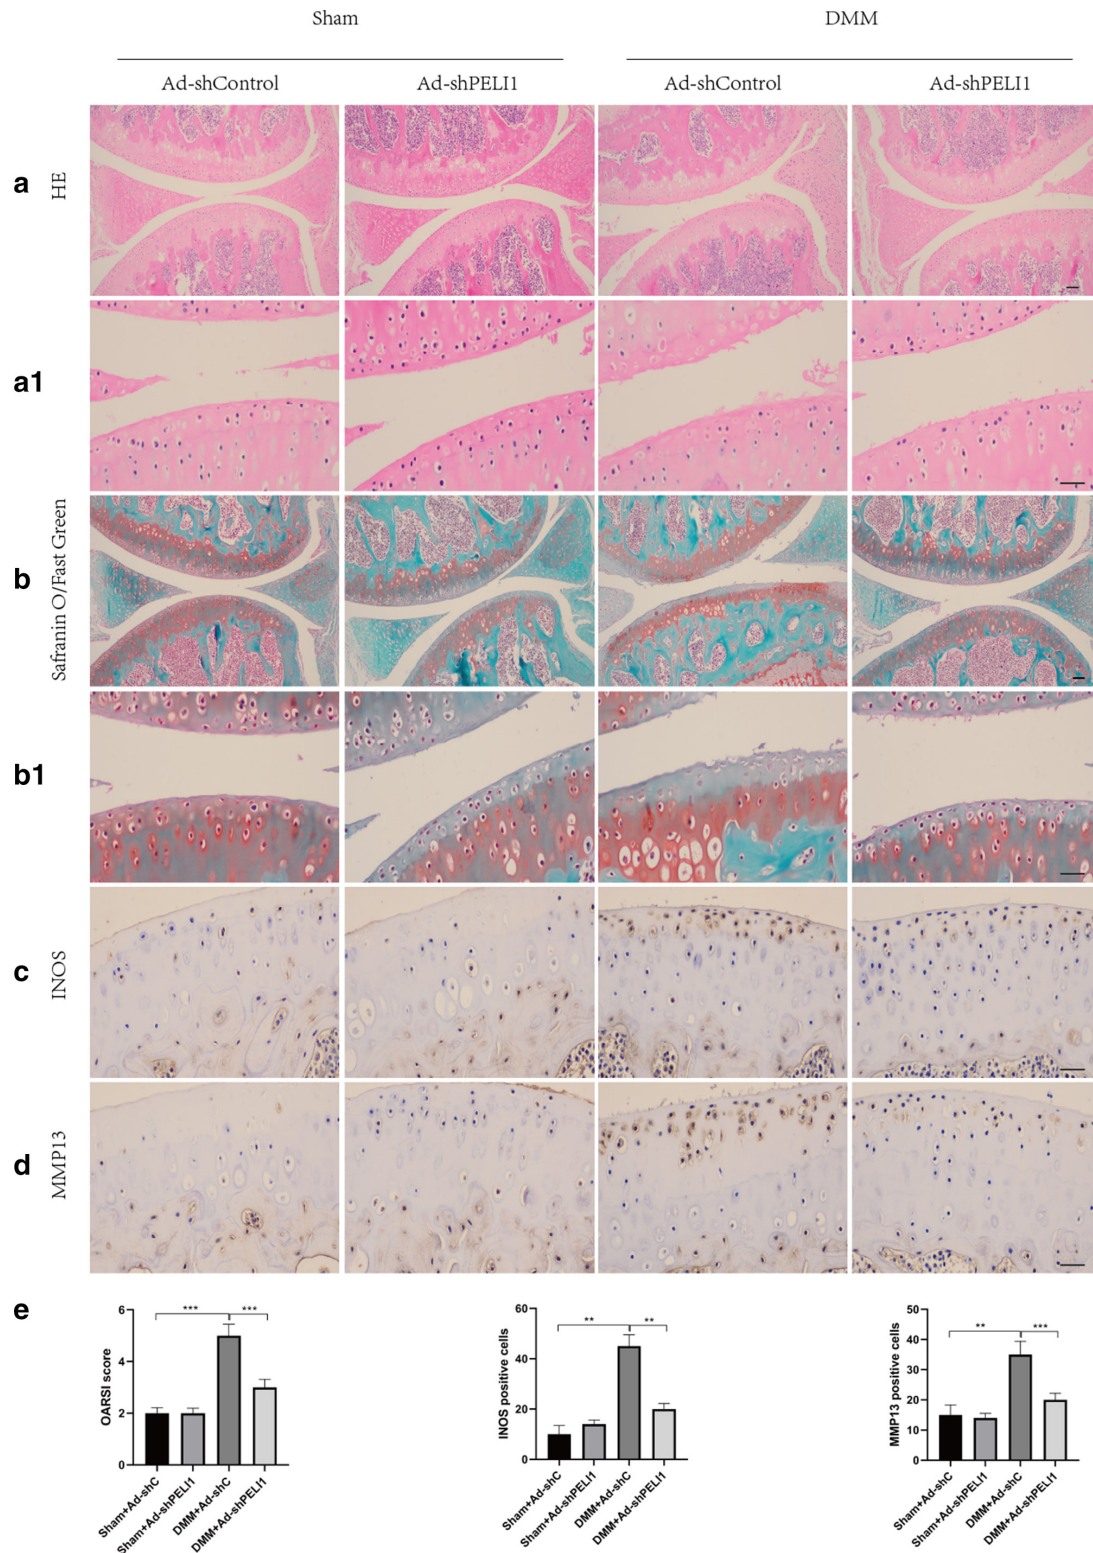 Sham DMM
Ad-shControl Ad-shPELI1 Ad-shControl Ad-shPELI1
a HE
a1
b Safranin O/Fast Green
b1
c INOS
d MMP13
e
OARSI score
6
4
2
0
*** ***
Sham+Ad-shC
Sham+Ad-shPELI1
DMM+Ad-shC
DMM+Ad-shPELI1
INOS positive cells
60
40
20
0
** **
Sham+Ad-shC
Sham+Ad-shPELI1
DMM+Ad-shC
DMM+Ad-shPELI1
MMP13 positive cells
50
40
30
20
10
0
** ***
Sham+Ad-shC
Sham+Ad-shPELI1
DMM+Ad-shC
DMM+Ad-shPELI1